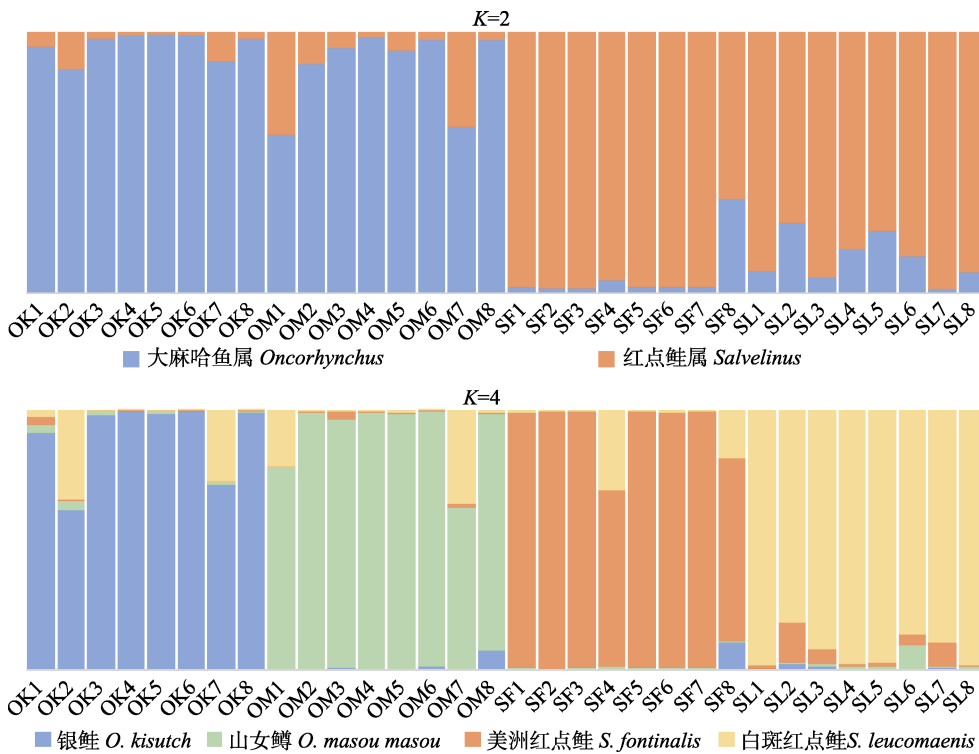 K=2
OK1 OK2 OK3 OK4 OK5 OK6 OK7 OK8 OM1 OM2 OM3 OM4 OM5 OM6 OM7 OM8 SF1 SF2 SF3 SF4 SF5 SF6 SF7 SF8 SL1 SL2 SL3 SL4 SL5 SL6 SL7 SL8
大麻哈鱼属 Oncorhynchus 红点鲑属 Salvelinus
K=4
OK1 OK2 OK3 OK4 OK5 OK6 OK7 OK8 OM1 OM2 OM3 OM4 OM5 OM6 OM7 OM8 SF1 SF2 SF3 SF4 SF5 SF6 SF7 SF8 SL1 SL2 SL3 SL4 SL5 SL6 SL7 SL8
银鲑 O. kisutch 山女鳟 O. masou masou 美洲红点鲑 S. fontinalis 白斑红点鲑 S. leucomaenis